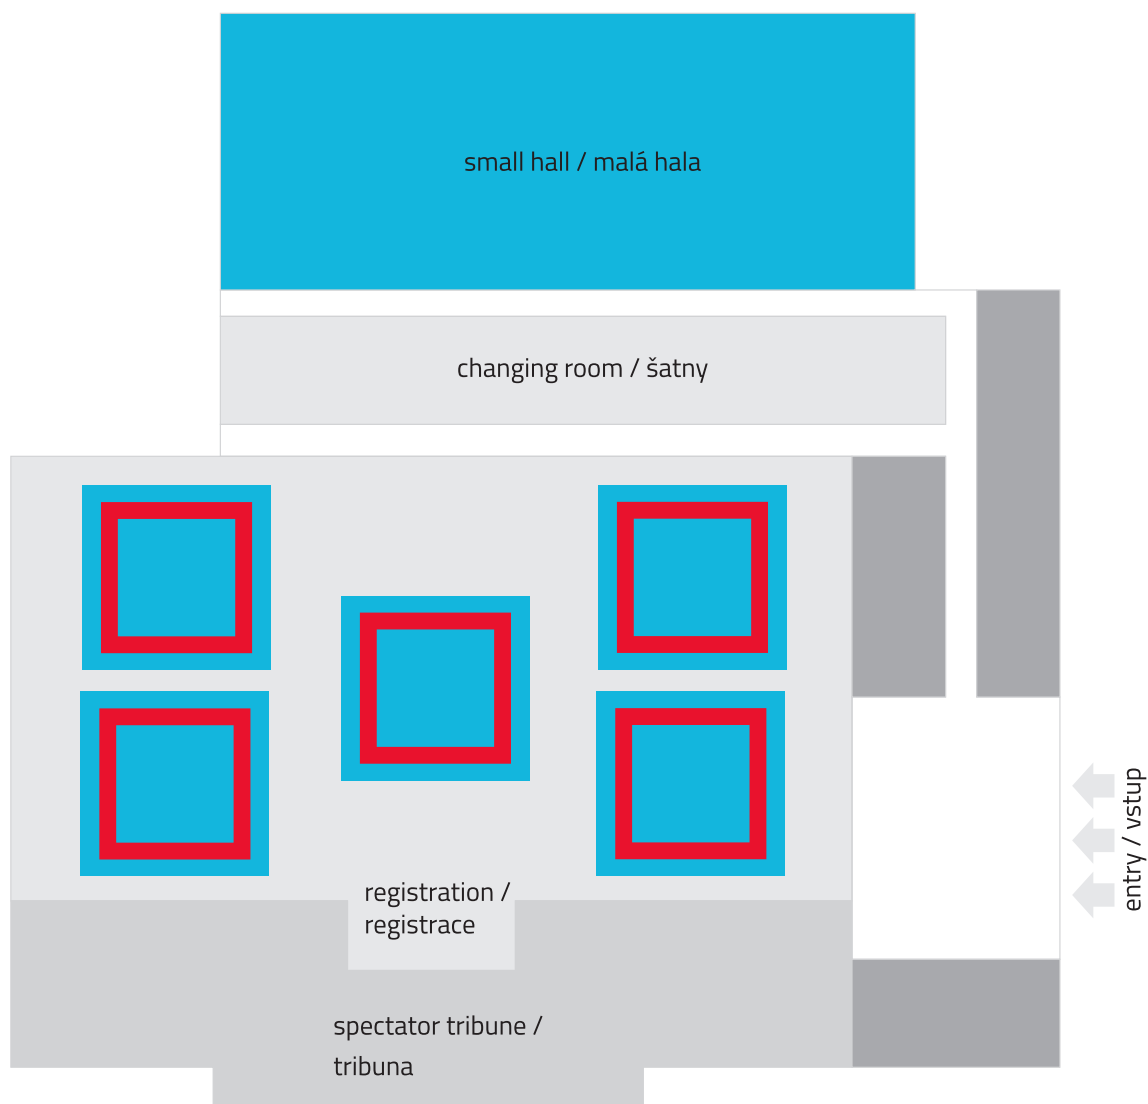 small hall / malá hala
changing room / šatny
registration /
registrace
spectator tribune /
tribuna
entry / vstup